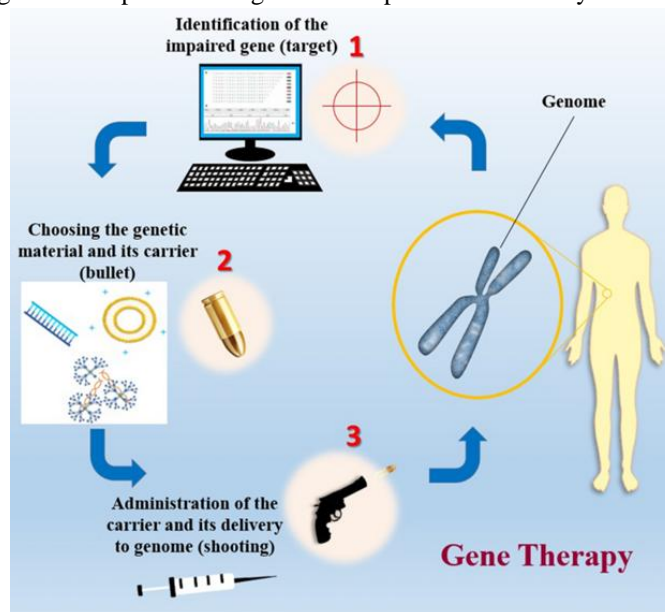 Identification of the
impaired gene (target)
1
Genome
Choosing the genetic
material and its carrier
(bullet)
2
3
Administration of the
carrier and its delivery
to genome (shooting)
Gene Therapy